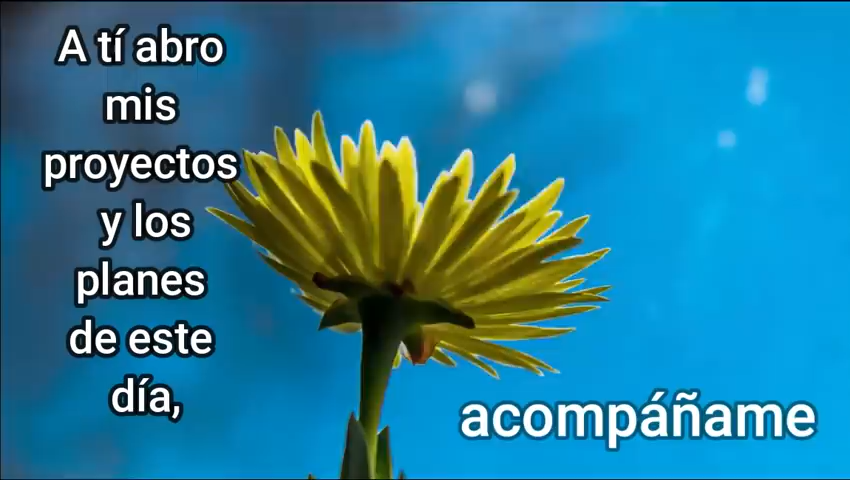 A tí abro
mis
proyectos
y los
planes
de este
día,
acompáñame